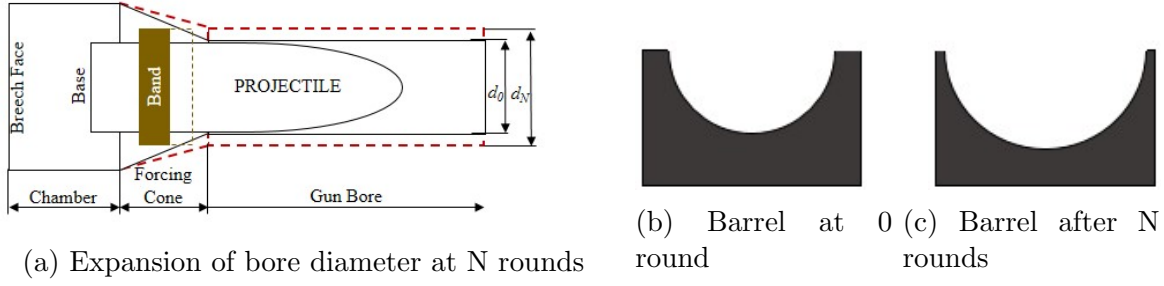 Breech Face
Base
Band
PROJECTILE
d0 dN
Chamber
Forcing
Cone
Gun Bore
(a) Expansion of bore diameter at N rounds
(b) Barrel at 0
round
(c) Barrel after N
rounds